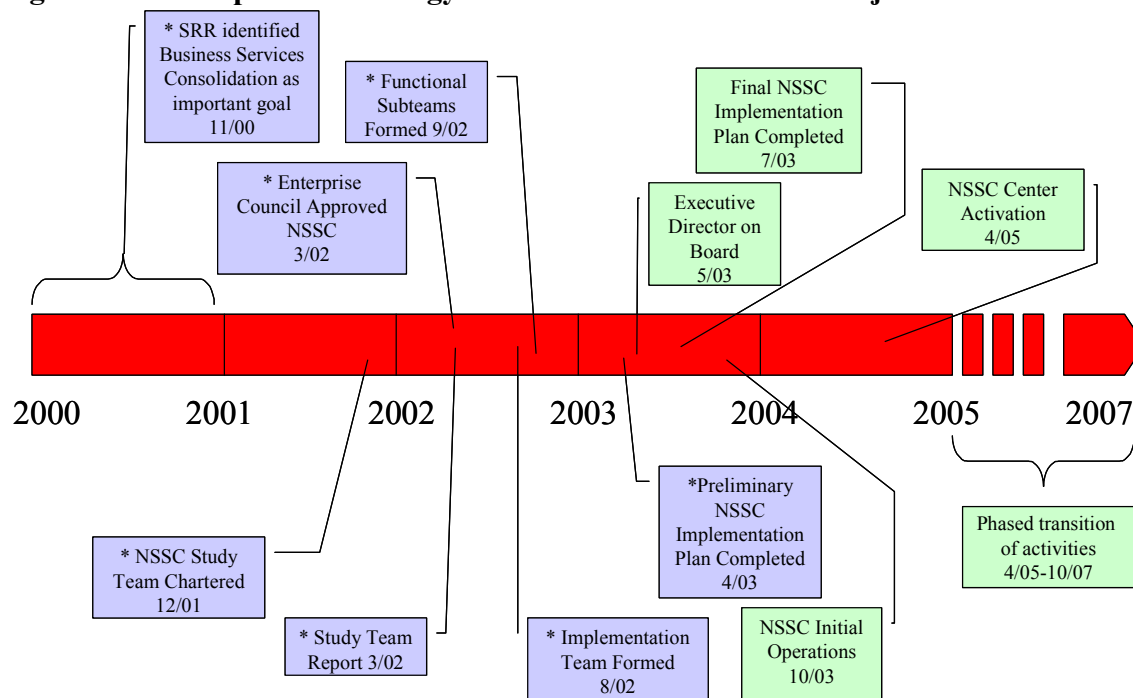 * SRR identified
Business Services
Consolidation as
important goal
11/00
* Functional
Subteams
Formed 9/02
Final NSSC
Implementation
Plan Completed
7/03
* Enterprise
Council Approved
NSSC
3/02
Executive
Director on
Board
5/03
NSSC Center
Activation
4/05
2000
2001
2002
2003
2004
2005
2007
* NSSC Study
Team Chartered
12/01
* Study Team
Report 3/02
* Implementation
Team Formed
8/02
*Preliminary
NSSC
Implementation
Plan Completed
4/03
NSSC Initial
Operations
10/03
Phased transition
of activities
4/05-10/07